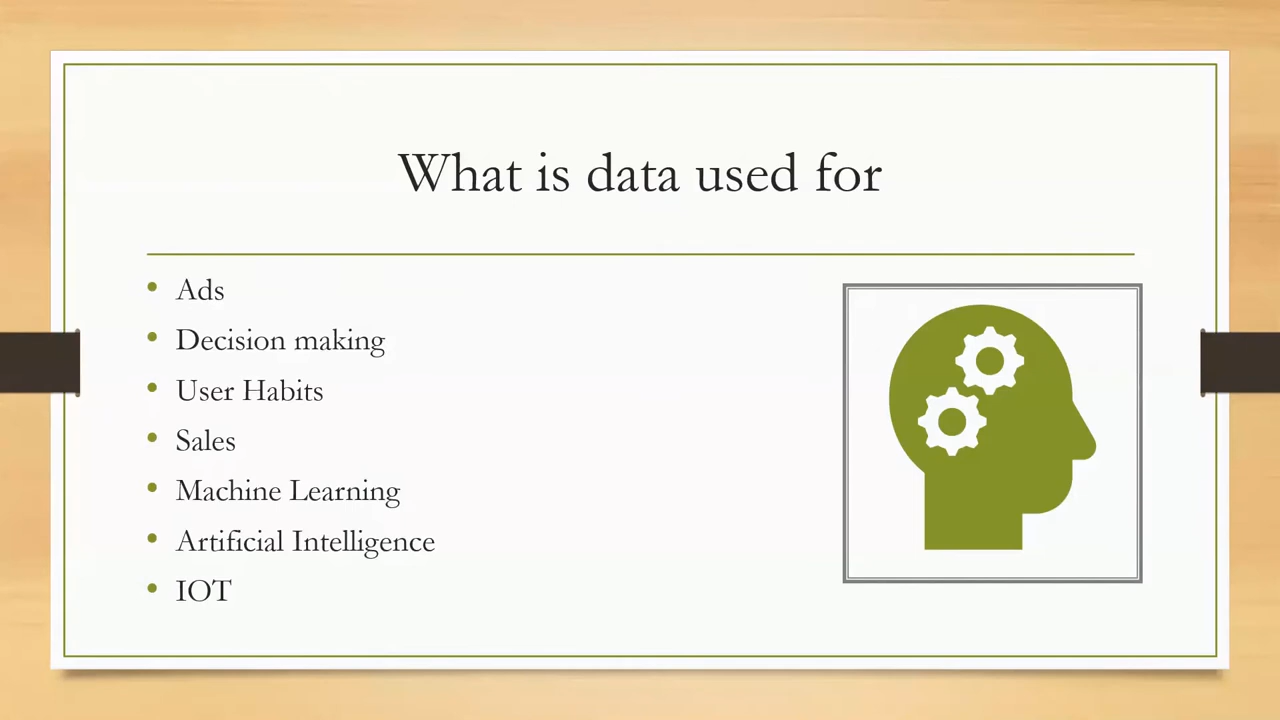 What is data used for
• Ads
• Decision making
• User Habits
• Sales
• Machine Learning
• Artificial Intelligence
• IOT